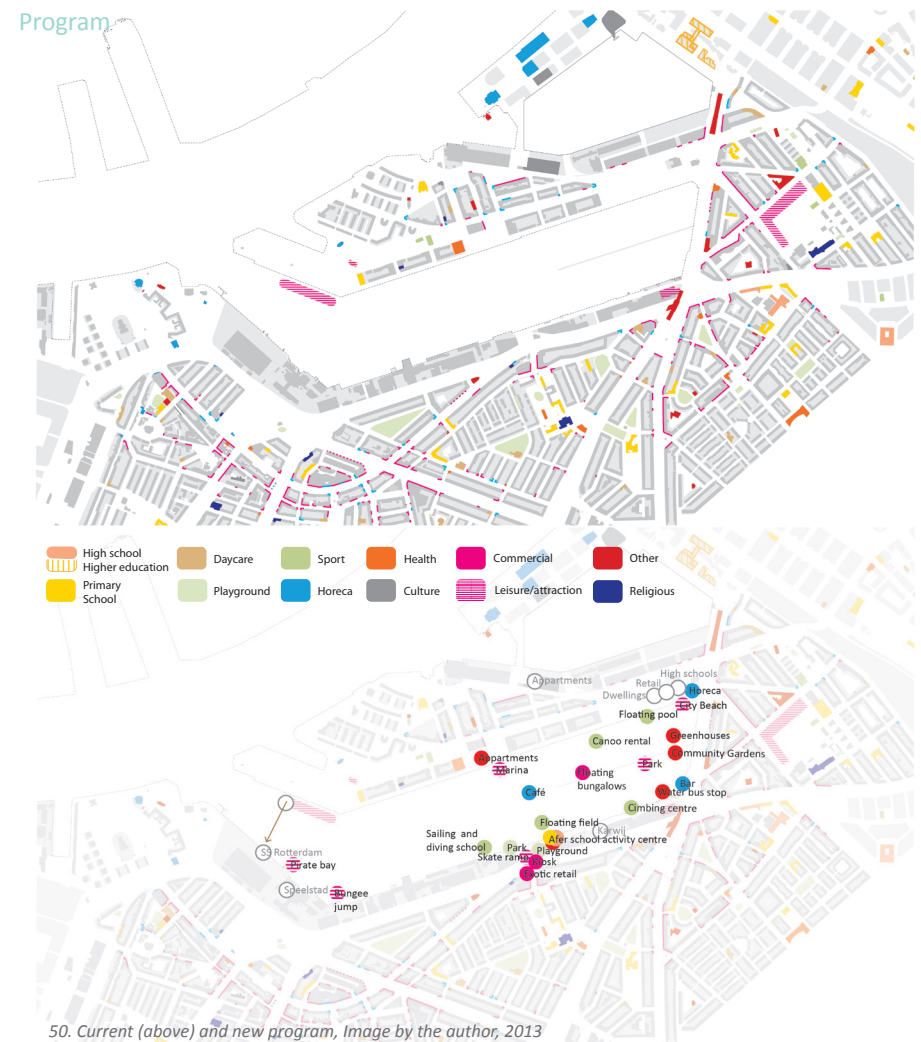 Program
High school
Higher education
Daycare
Sport
Health
Commercial
Other
Primary
School
Playground
Horeca
Culture
Leisure/attraction
Religious
High schools
Appartments
Retail
Horeca
Dwellings
City Beach
Floating pool
Greenhouses
Canoo rental
Community Gardens
Appartments
Park
Marina
Floating
bungalows
Bar
Café
Water bus stop
Cimbing centre
Floating field
Karwij
Sailing and
diving school
Afer school activity centre
Park
Playground
SS Rotterdam
Skate ramp
Kiosk
Pirate bay
Exotic retail
Speelstad
Bungee
jump
50. Current (above) and new program, Image by the author, 2013